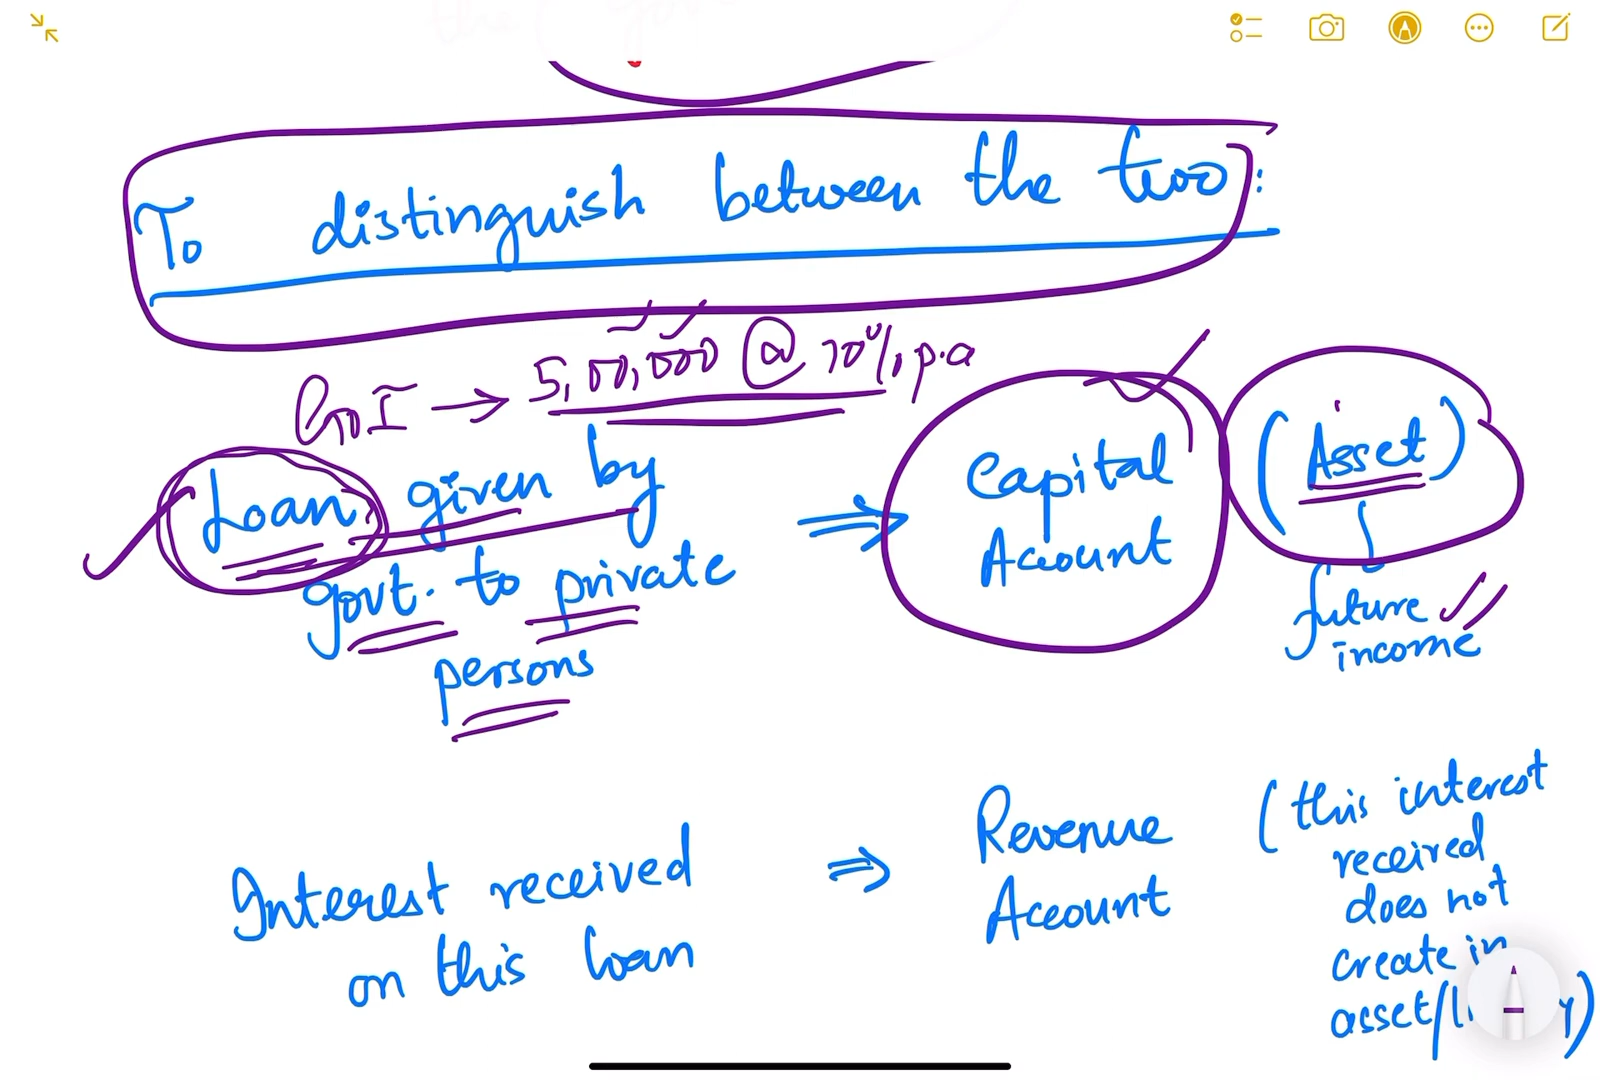 To distinguish between the two:
GoI → 5,00,000 @ 10% p.a
Loan given by
govt. to private
persons
⇒
Capital
Account
(Asset)
future
income
Interest received
on this loan
⇒
Revenue
Account
(this interest
received
does not
create in
asset/